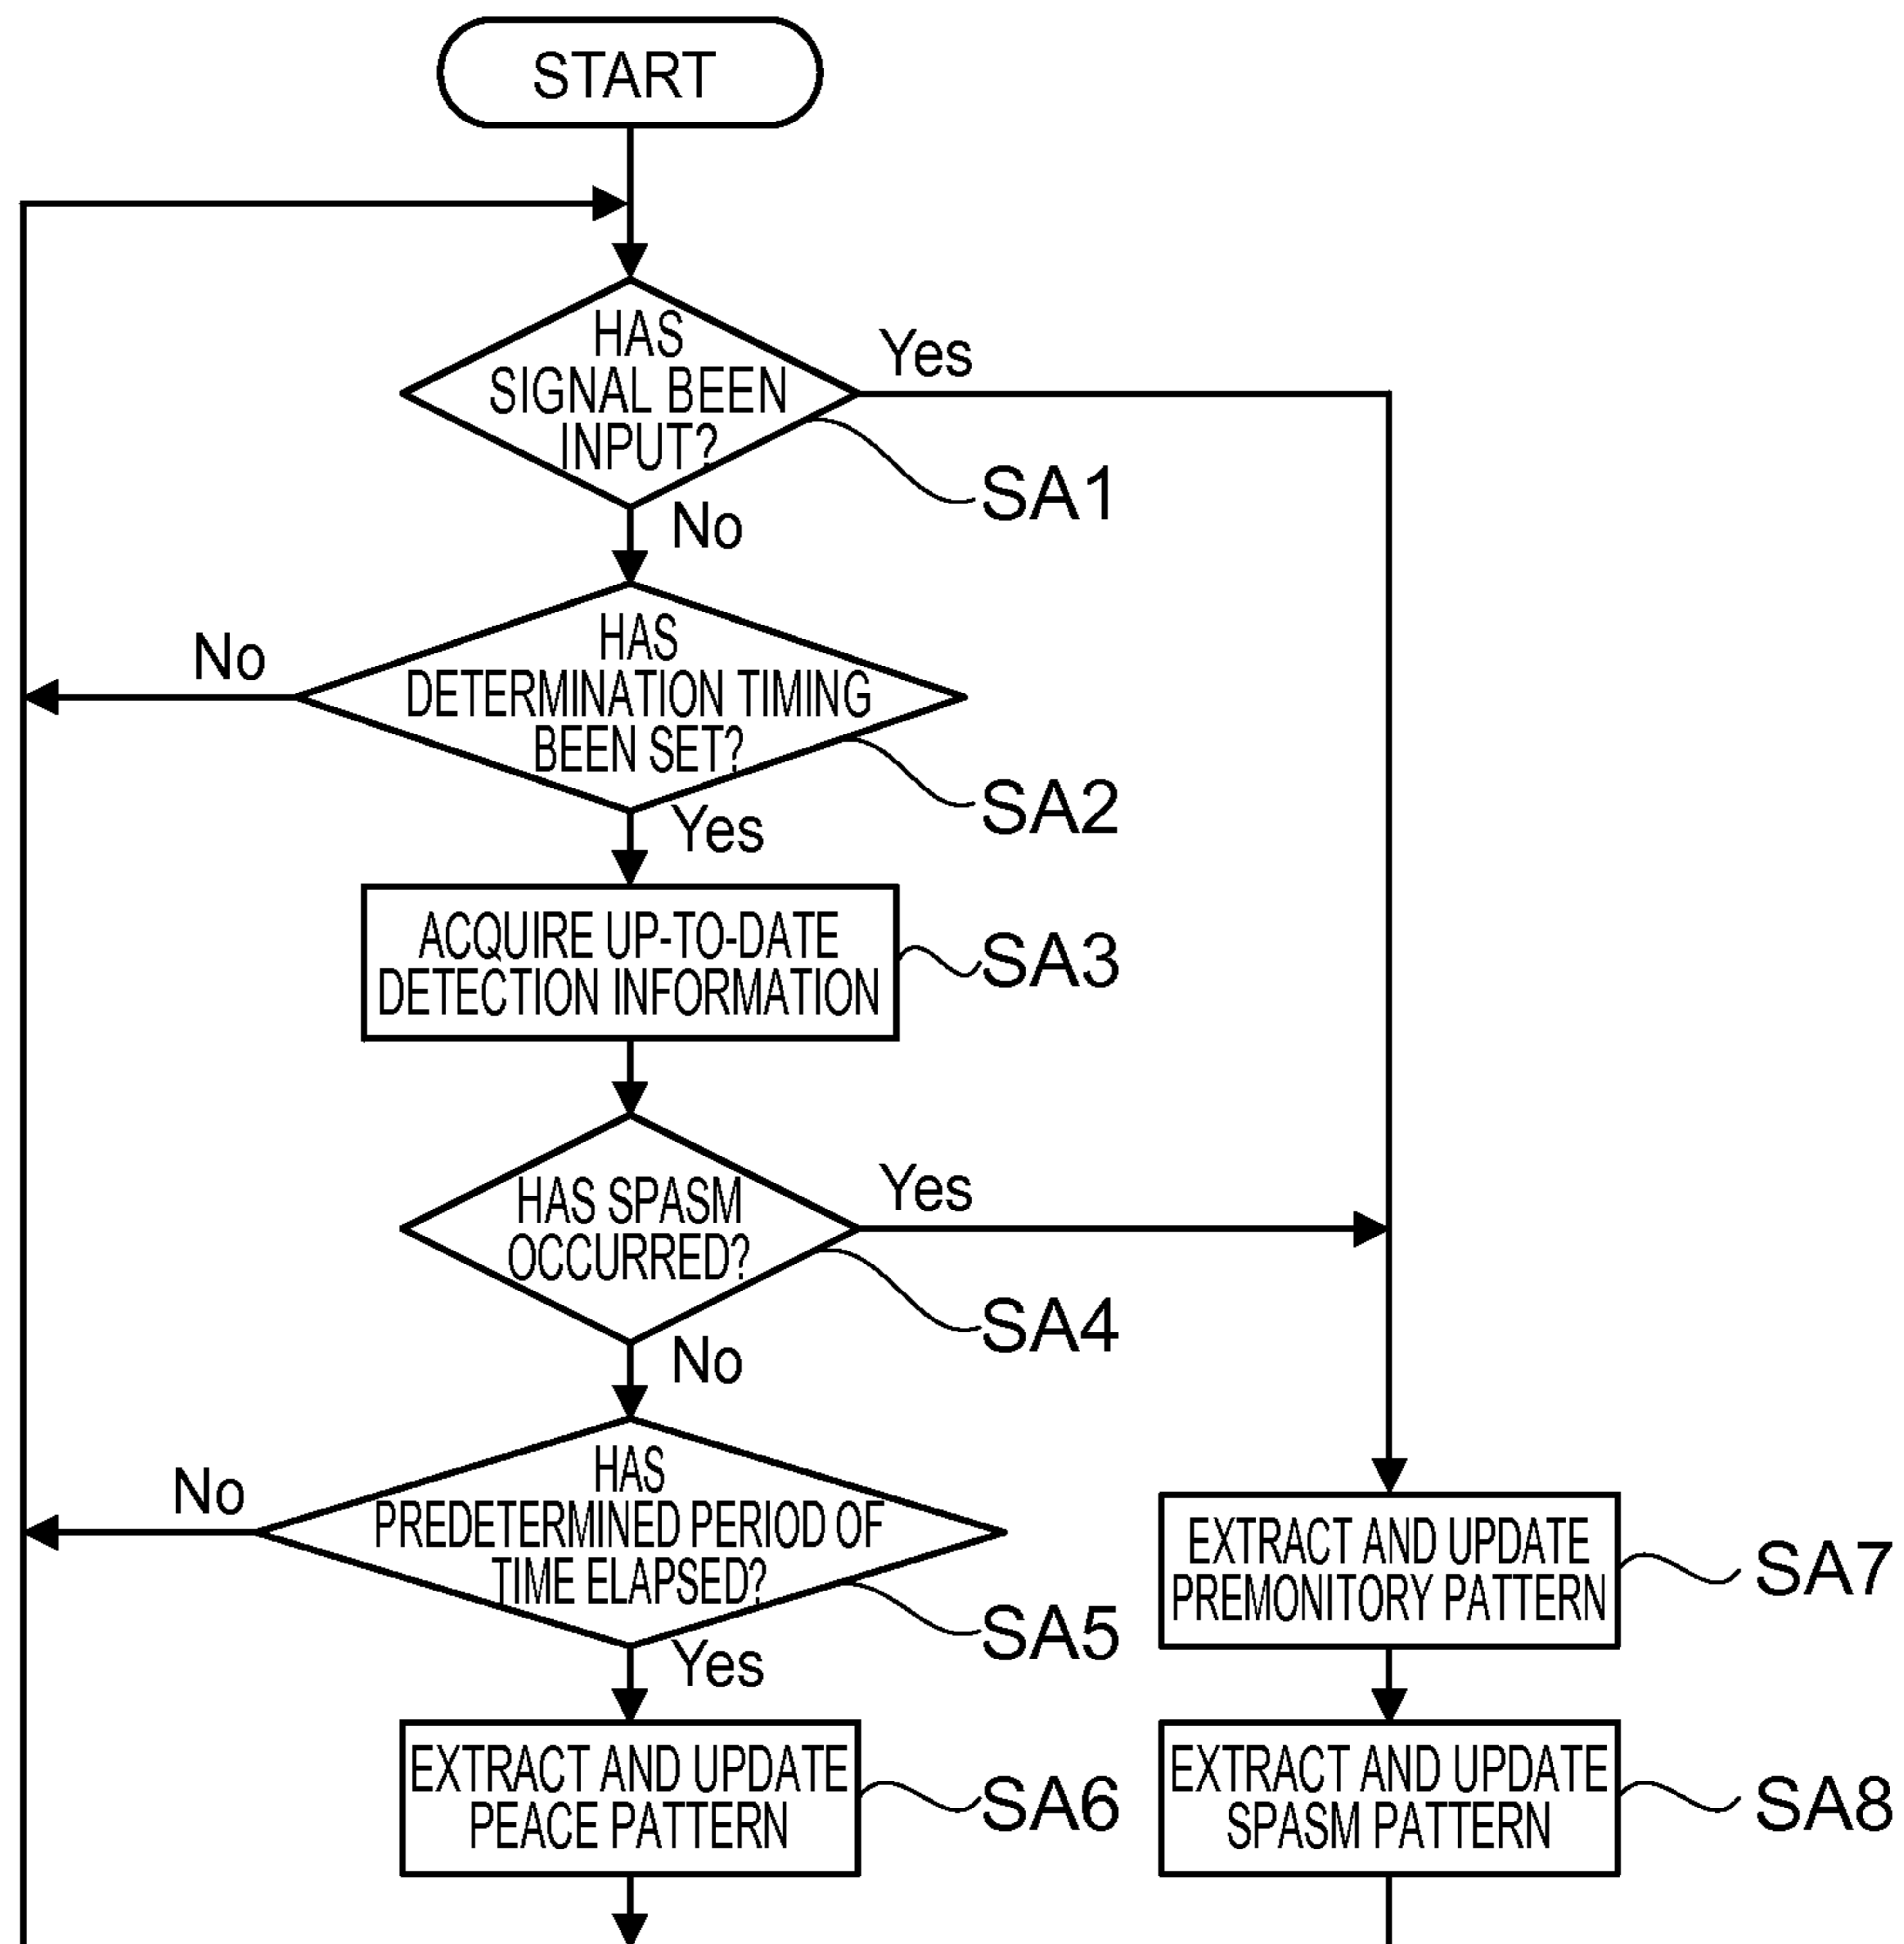 START
HAS
SIGNAL BEEN
INPUT?
Yes
SA1
No
HAS
DETERMINATION TIMING
BEEN SET?
No
SA2
Yes
ACQUIRE UP-TO-DATE
DETECTION INFORMATION
SA3
HAS SPASM
OCCURRED?
Yes
SA4
No
HAS
PREDETERMINED PERIOD OF
TIME ELAPSED?
No
SA5
Yes
EXTRACT AND UPDATE
PEACE PATTERN
SA6
EXTRACT AND UPDATE
PREMONITORY PATTERN
SA7
EXTRACT AND UPDATE
SPASM PATTERN
SA8